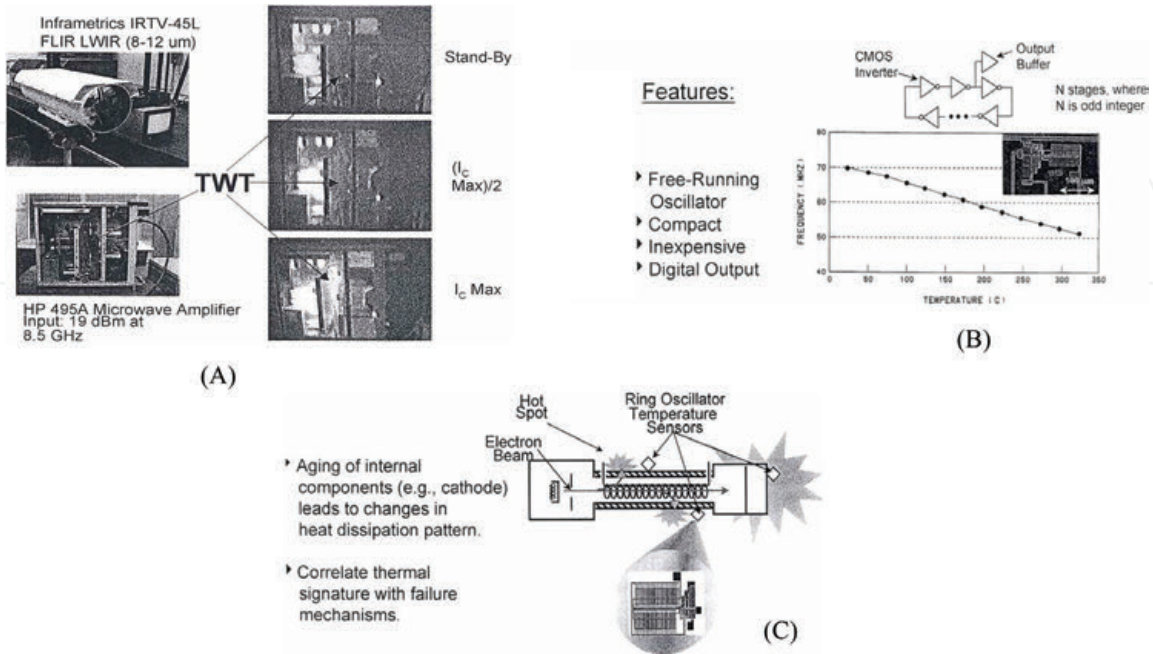 Inframetrics IRTV-45L
FLIR LWIR (8-12 um)
TWT
HP 495A Microwave Amplifier
Input: 19 dBm at
8.5 GHz
Stand-By
(I_C
Max)/2
I_C Max
(A)
Features:
Free-Running
Oscillator
Compact
Inexpensive
Digital Output
CMOS
Inverter
Output
Buffer
N stages, where
N is odd integer
FREQUENCY (MHZ)
80
70
60
50
40
0 50 100 150 200 250 300 350
TEMPERATURE (C)
(B)
Aging of internal
components (e.g., cathode)
leads to changes in
heat dissipation pattern.
Correlate thermal
signature with failure
mechanisms.
Hot
Spot
Electron
Beam
Ring Oscillator
Temperature
Sensors
(C)